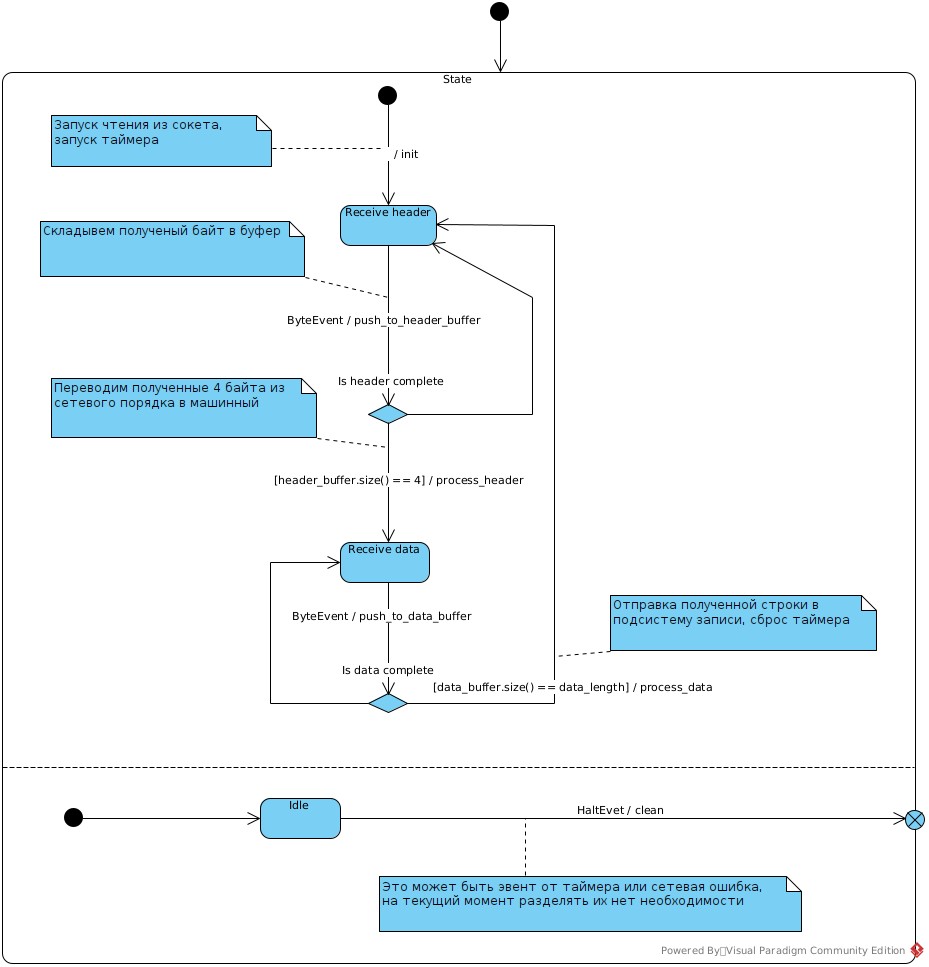 State
Запуск чтения из сокета,
запуск таймера
/ init
Receive header
Складывем полученый байт в буфер
ByteEvent / push_to_header_buffer
Is header complete
Переводим полученные 4 байта из
сетевого порядка в машинный
[header_buffer.size() == 4] / process_header
Receive data
ByteEvent / push_to_data_buffer
Отправка полученной строки в
подсистему записи, сброс таймера
Is data complete
[data_buffer.size() == data_length] / process_data
Idle
HaltEvet / clean
Это может быть эвент от таймера или сетевая ошибка,
на текущий момент разделять их нет необходимости
Powered By Visual Paradigm Community Edition